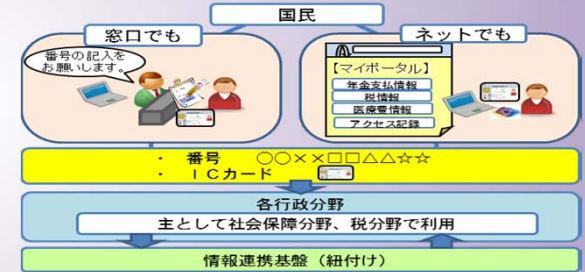 国民
窓口でも
ネットでも
番号の記入を
お願いします。
【マイポータル】
年金支払情報
税情報
医療費情報
アクセス記録
・ 番号 ○○××□□△△☆☆
・ ICカード
各行政分野
主として社会保障分野、税分野で利用
情報連携基盤（紐付け）